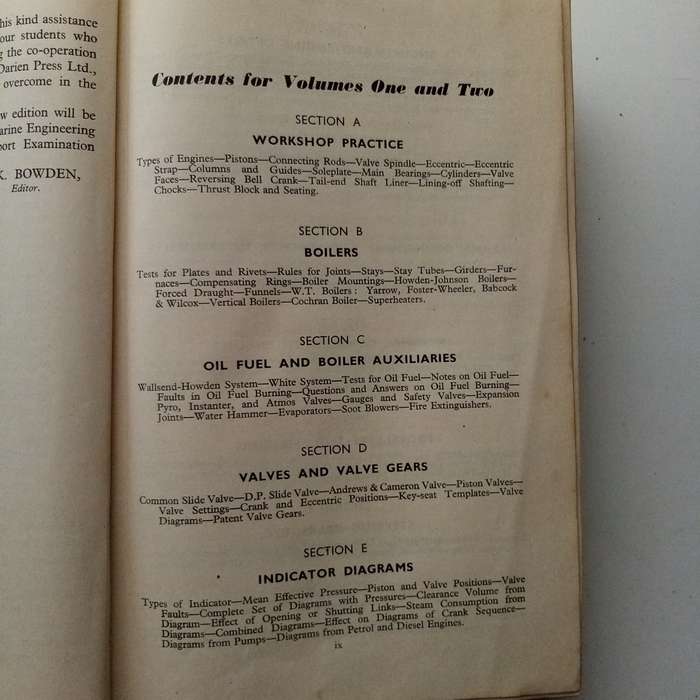 his kind assistance
our students who
g the co-operation
Darien Press Ltd.,
overcome in the
w edition will be
arine Engineering
ort Examination
K. BOWDEN,
Editor.
Contents for Volumes One and Two
SECTION A
WORKSHOP PRACTICE
Types of Engines—Pistons—Connecting Rods—Valve Spindle—Eccentric—Eccentric
Strap—Columns and Guides—Soleplate—Main Bearings—Cylinders—Valve
Faces—Reversing Bell Crank—Tail-end Shaft Liner—Lining-off Shafting—
Chocks—Thrust Block and Seating.
SECTION B
BOILERS
Tests for Plates and Rivets—Rules for Joints—Stays—Stay Tubes—Girders—Fur-
naces—Compensating Rings—Boiler Mountings—Howden-Johnson Boilers—
Forced Draught—Funnels—W.T. Boilers: Yarrow, Foster-Wheeler, Babcock
& Wilcox—Vertical Boilers—Cochran Boiler—Superheaters.
SECTION C
OIL FUEL AND BOILER AUXILIARIES
Wallsend-Howden System—White System—Tests for Oil Fuel—Notes on Oil Fuel—
Faults in Oil Fuel Burning—Questions and Answers on Oil Fuel Burning—
Pyro, Instanter, and Atmos Valves—Gauges and Safety Valves—Expansion
Joints—Water Hammer—Evaporators—Soot Blowers—Fire Extinguishers.
SECTION D
VALVES AND VALVE GEARS
Common Slide Valve—D.P. Slide Valve—Andrews & Cameron Valve—Piston Valves—
Valve Settings—Crank and Eccentric Positions—Key-seat Templates—Valve
Diagrams—Patent Valve Gears.
SECTION E
INDICATOR DIAGRAMS
Types of Indicator—Mean Effective Pressure—Piston and Valve Positions—Valve
Faults—Complete Set of Diagrams with Pressures—Clearance Volume from
Diagram—Effect of Opening or Shutting Links—Steam Consumption from
Diagrams—Combined Diagrams—Effect on Diagrams of Crank Sequence—
Diagrams from Pumps—Diagrams from Petrol and Diesel Engines.
ix